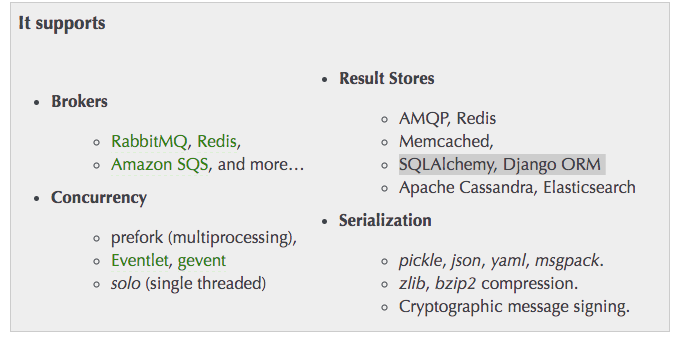 It supports
Brokers
RabbitMQ, Redis,
Amazon SQS, and more…
Concurrency
prefork (multiprocessing),
Eventlet, gevent
solo (single threaded)
Result Stores
AMQP, Redis
Memcached,
SQLAlchemy, Django ORM
Apache Cassandra, Elasticsearch
Serialization
pickle, json, yaml, msgpack.
zlib, bzip2 compression.
Cryptographic message signing.